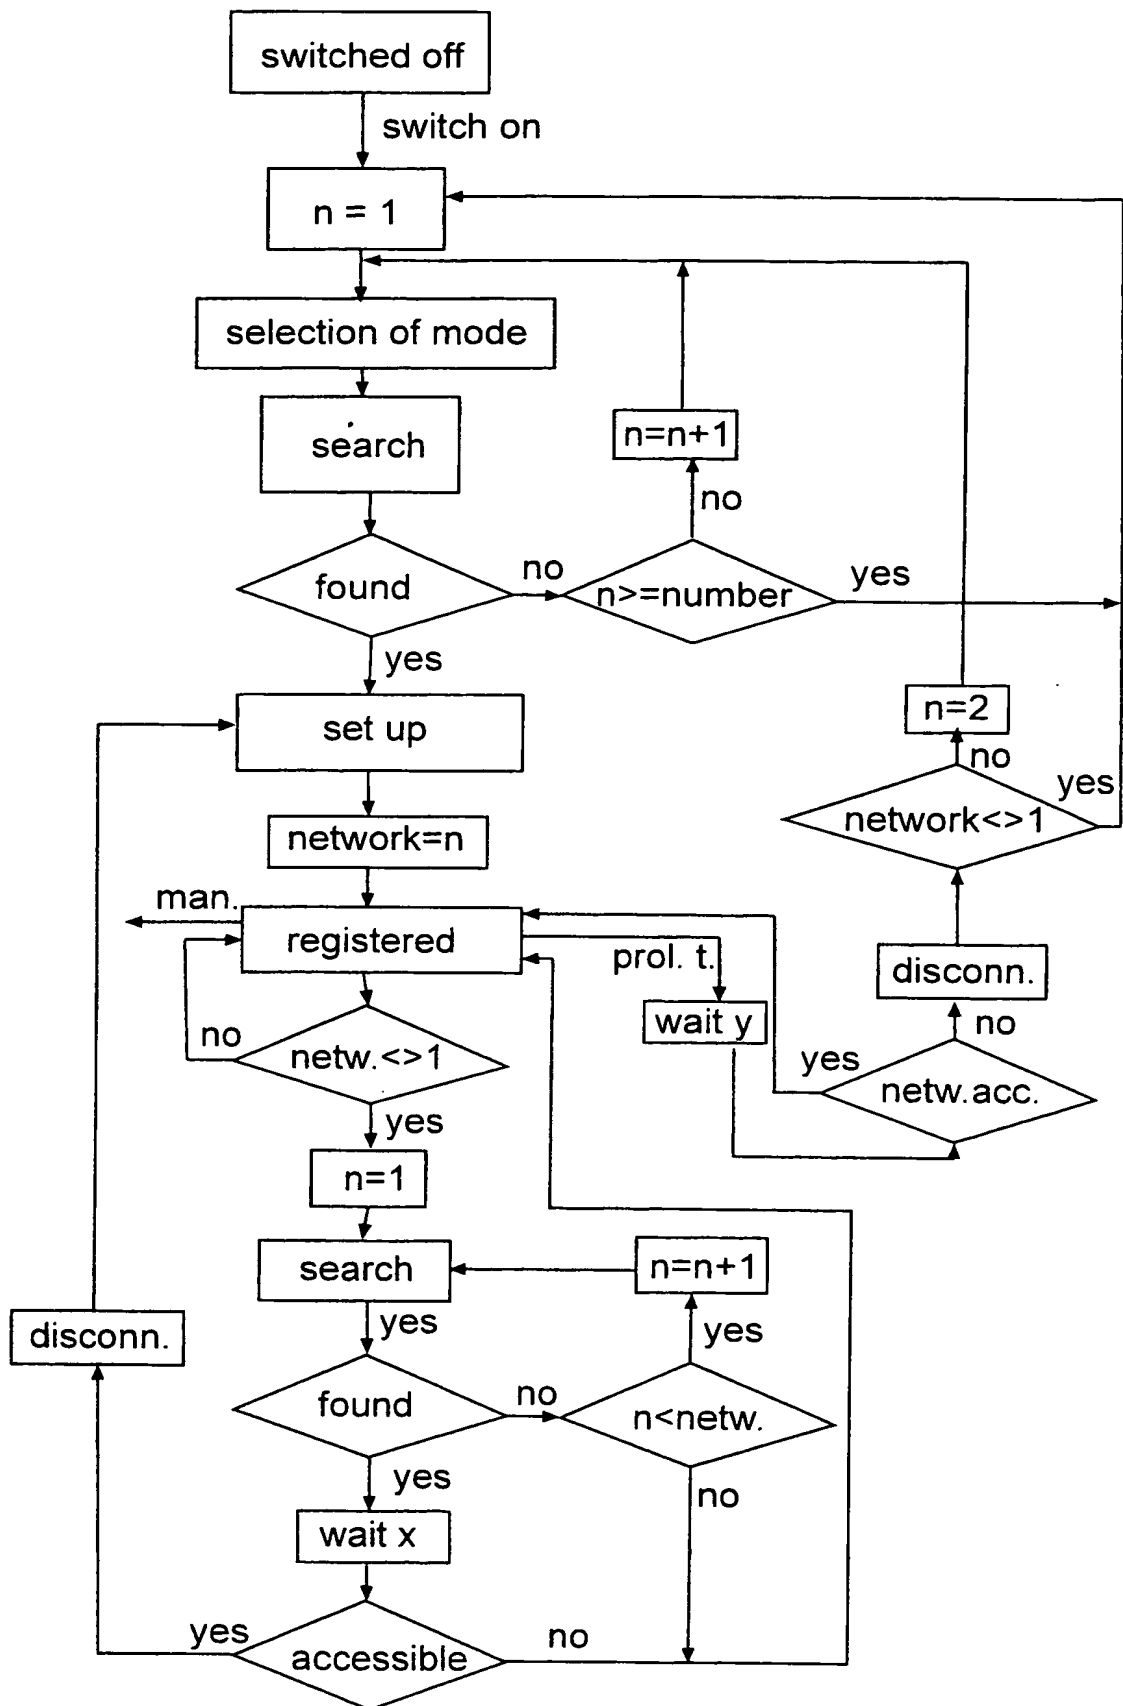 switched off
switch on
n = 1
selection of mode
search
n=n+1
no
found
no
n>=number
yes
yes
set up
n=2
no
yes
network<>1
network=n
man.
registered
prol. t.
disconn.
wait y
no
no
netw.<>1
yes
netw.acc.
yes
n=1
search
n=n+1
yes
yes
disconn.
found
no
n<netw.
yes
no
wait x
yes
accessible
no